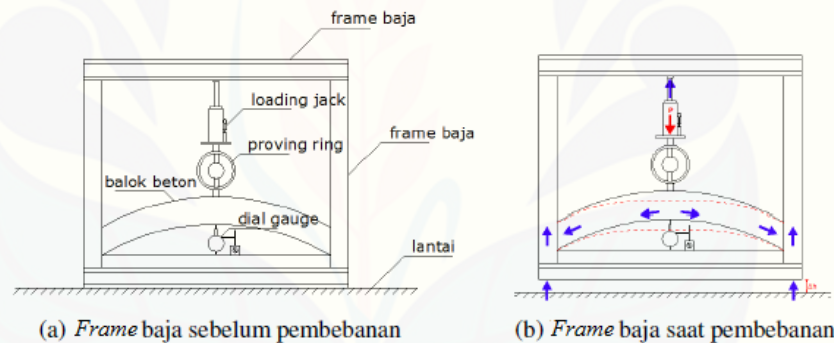 frame baja
loading jack
proving ring
frame baja
balok beton
dial gauge
lantai
P
(a) Frame baja sebelum pembebanan
(b) Frame baja saat pembebanan